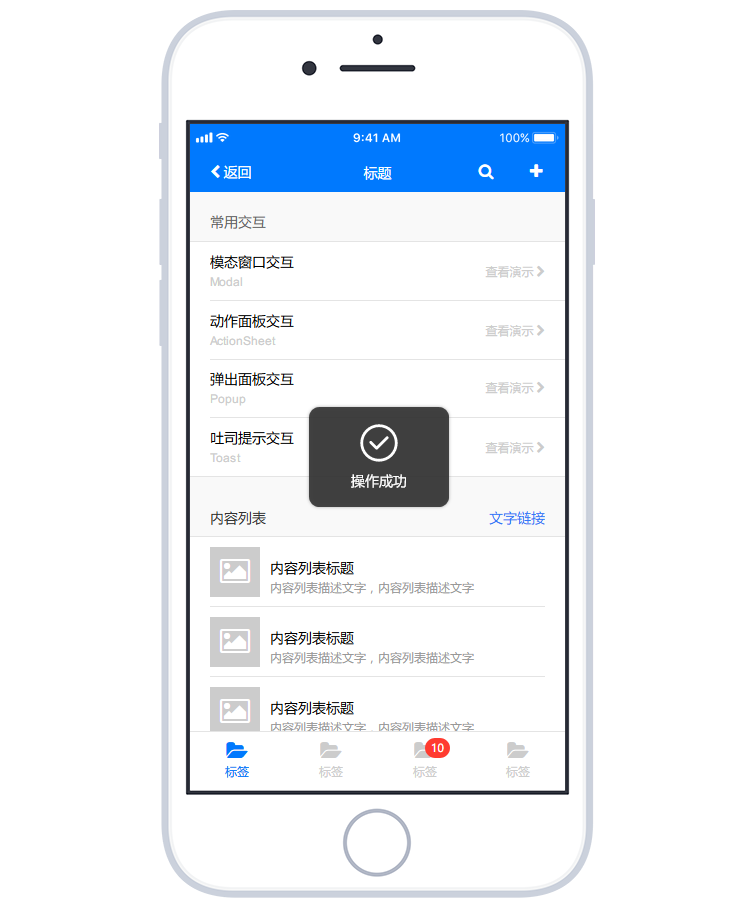 9:41 AM
100%
返回
标题
常用交互
模态窗口交互
Modal
查看演示
动作面板交互
ActionSheet
查看演示
弹出面板交互
Popup
查看演示
吐司提示交互
Toast
查看演示
操作成功
内容列表
文字链接
内容列表标题
内容列表描述文字，内容列表描述文字
内容列表标题
内容列表描述文字，内容列表描述文字
内容列表标题
内容列表描述文字，内容列表描述文字
10
标签
标签
标签
标签